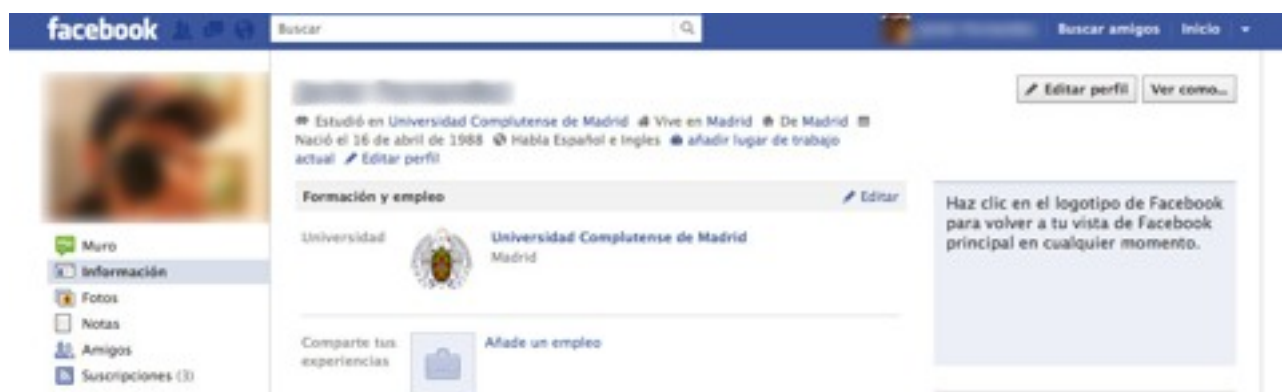 facebook
Buscar
Buscar amigos
Inicio
Editar perfil
Ver como...
Estudió en Universidad Complutense de Madrid Vive en Madrid De Madrid
Nació el 16 de abril de 1988 Habla Español e Ingles añadir lugar de trabajo
actual Editar perfil
Formación y empleo
Editar
Universidad
Universidad Complutense de Madrid
Madrid
Comparte tus
experiencias
Añade un empleo
Muro
Información
Fotos
Notas
Amigos
Suscripciones (3)
Haz clic en el logotipo de Facebook
para volver a tu vista de Facebook
principal en cualquier momento.